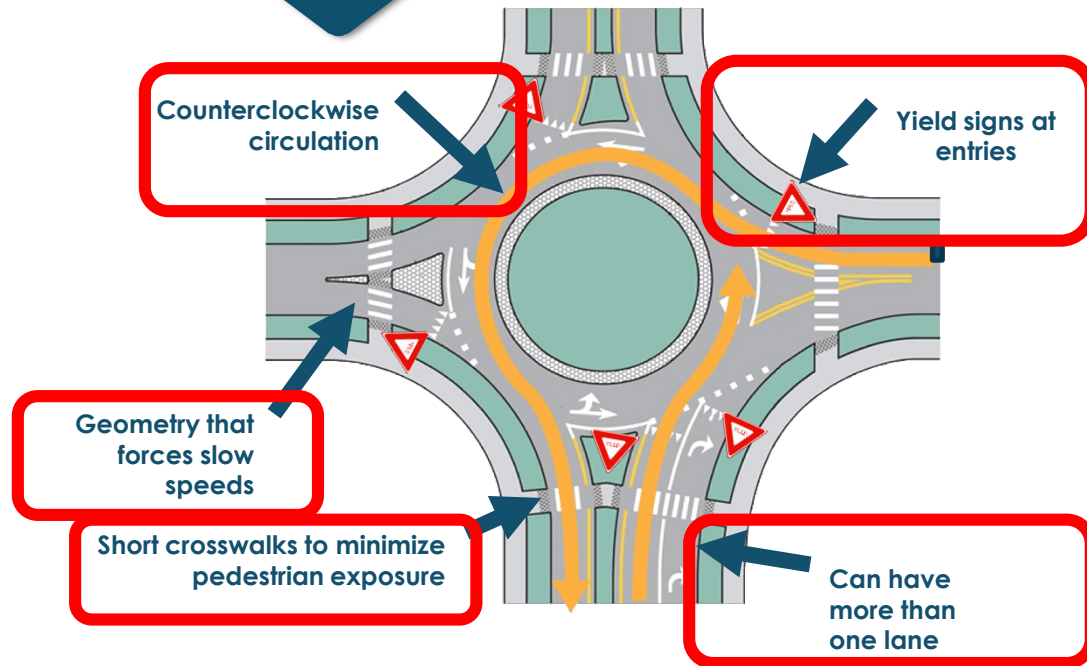 Counterclockwise
circulation
Yield signs at
entries
Geometry that
forces slow
speeds
Short crosswalks to minimize
pedestrian exposure
Can have
more than
one lane